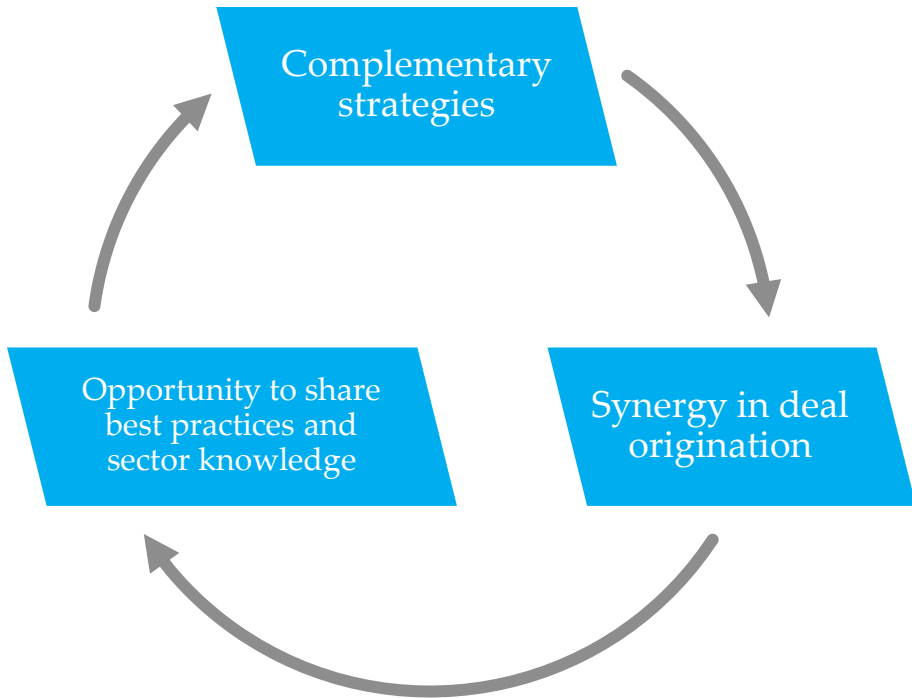 Complementary
strategies
Opportunity to share
best practices and
sector knowledge
Synergy in deal
origination